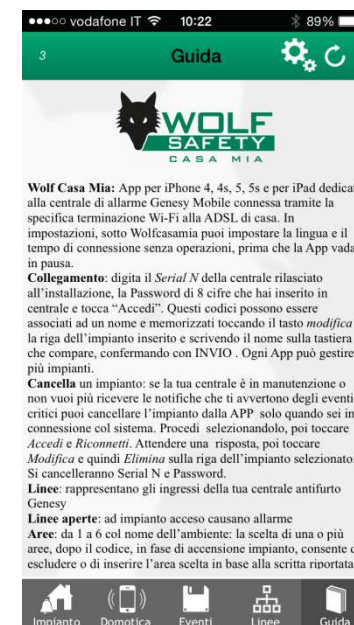 vodafone IT 10:22 89%
3 Guida
WOLF
SAFETY
CASA MIA
Wolf Casa Mia: App per iPhone 4, 4s, 5, 5s e per iPad dedicat
alla centrale di allarme Genesy Mobile connessa tramite la
specifica terminazione Wi-Fi alla ADSL di casa. In
impostazioni, sotto Wolfcasamia puoi impostare la lingua e il
tempo di connessione senza operazioni, prima che la App vada
in pausa.
Collegamento: digita il Serial N della centrale rilasciato
all'installazione, la Password di 8 cifre che hai inserito in
centrale e tocca "Accedi". Questi codici possono essere
associati ad un nome e memorizzati toccando il tasto modifica
la riga dell'impianto inserito e scrivendo il nome sulla tastiera
che compare, confermando con INVIO . Ogni App può gestire
più impianti.
Cancella un impianto: se la tua centrale è in manutenzione o
non vuoi più ricevere le notifiche che ti avvertono degli eventi
critici puoi cancellare l'impianto dalla APP solo quando sei in
connessione col sistema. Procedi selezionandolo, poi toccare
Accedi e Riconnetti. Attendere una risposta, poi toccare
Modifica e quindi Elimina sulla riga dell'impianto selezionato.
Si cancelleranno Serial N e Password.
Linee: rappresentano gli ingressi della tua centrale antifurto
Genesy
Linee aperte: ad impianto acceso causano allarme
Aree: da 1 a 6 col nome dell'ambiente: la scelta di una o più
aree, dopo il codice, in fase di accensione impianto, consente d
escludere o di inserire l'area scelta in base alla scritta riportata
Impianto Domotica Eventi Linee Guida